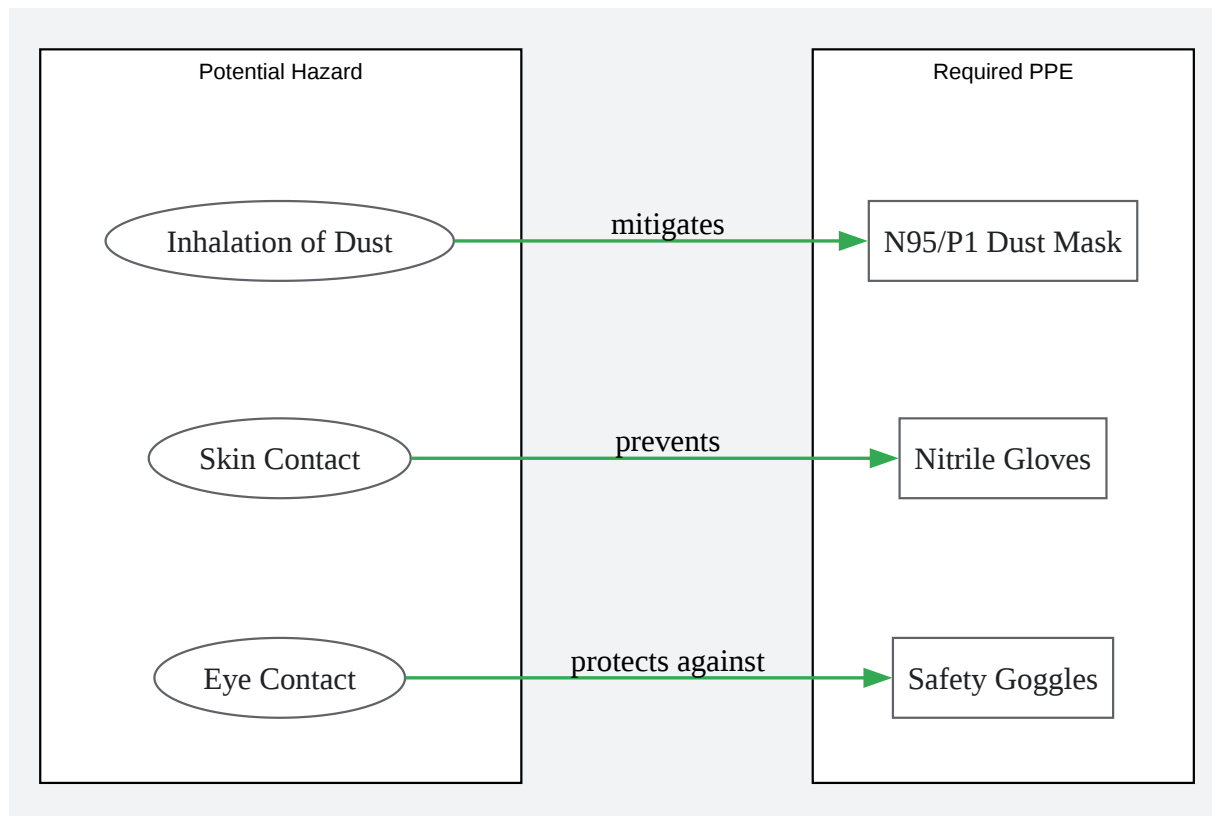 Potential Hazard
Required PPE
Inhalation of Dust
mitigates
N95/P1 Dust Mask
Skin Contact
prevents
Nitrile Gloves
Eye Contact
protects against
Safety Goggles